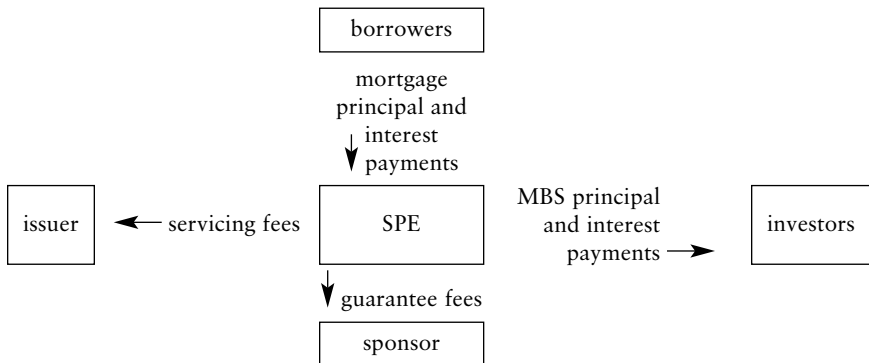 borrowers
mortgage
principal and
interest
payments
issuer
servicing fees
SPE
MBS principal
and interest
payments
investors
guarantee fees
sponsor